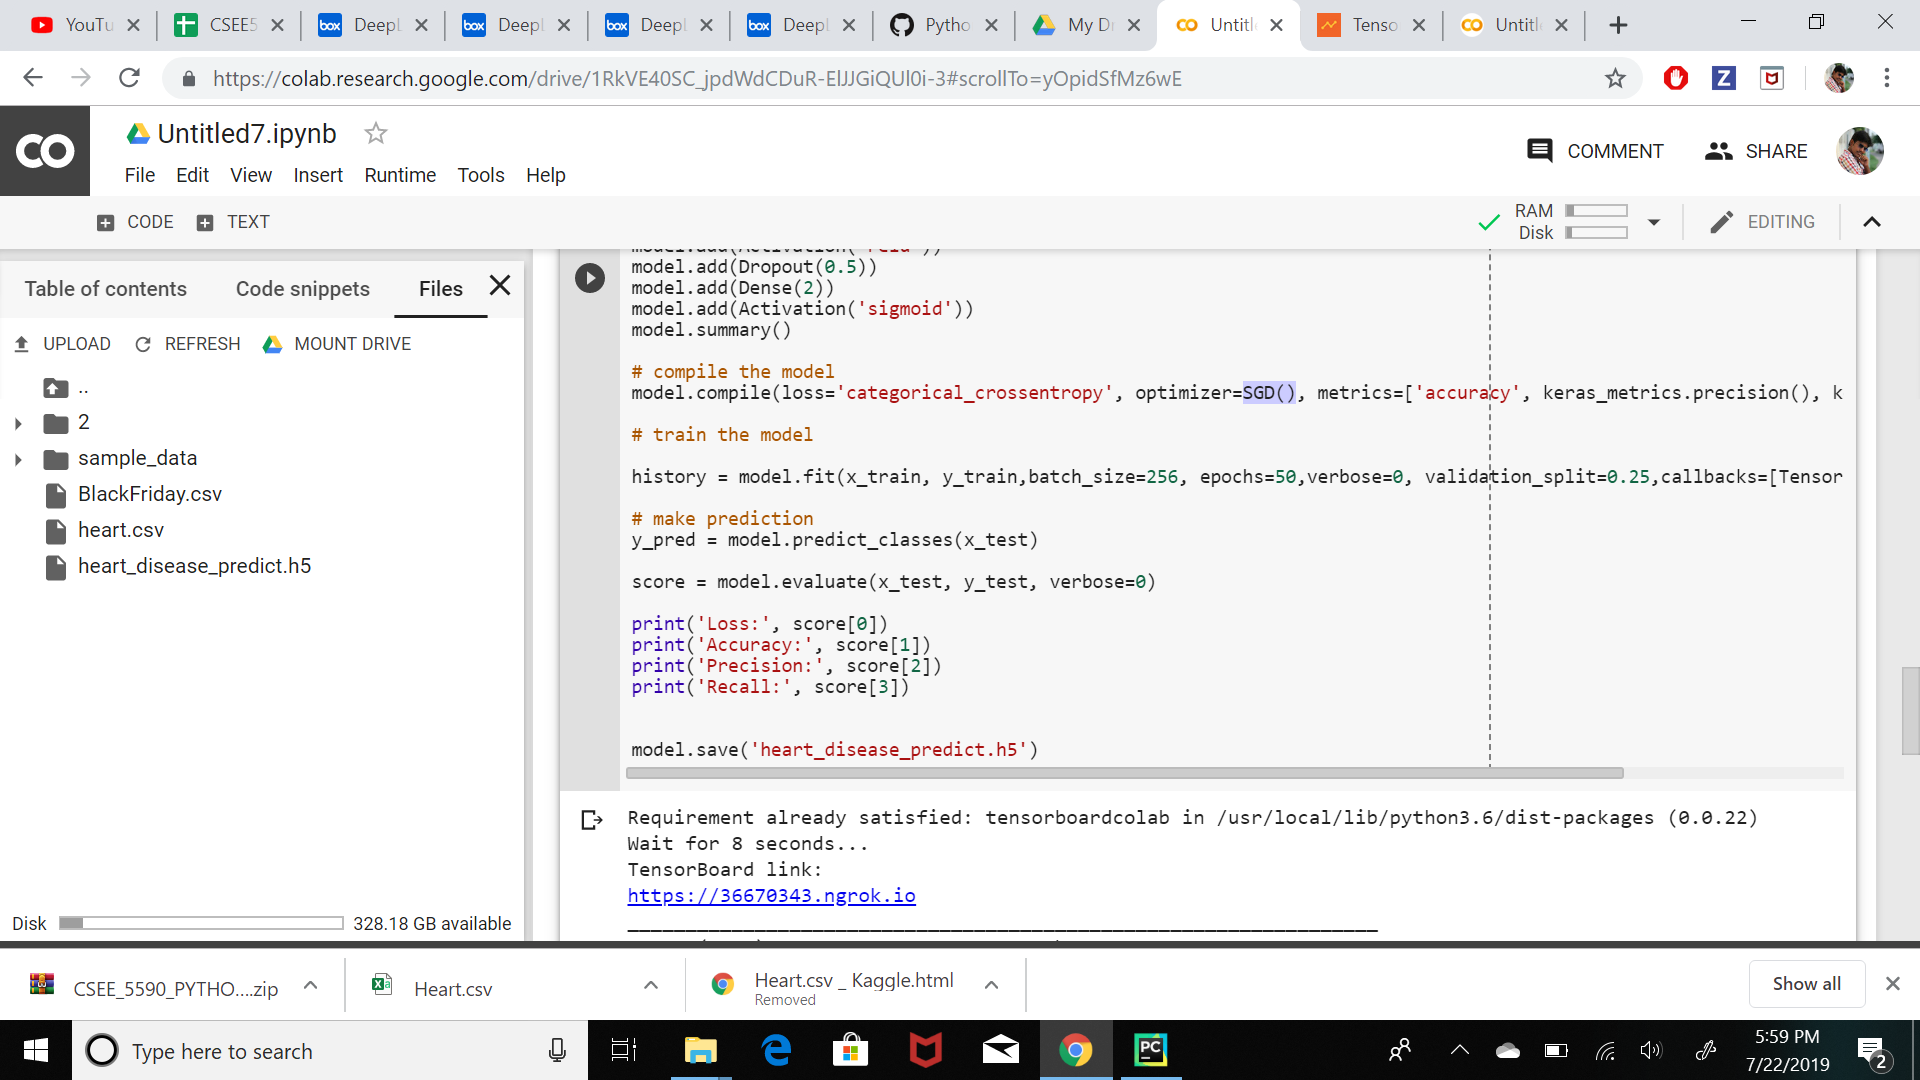 YouTu
CSEE5
box DeepL
box DeepL
box DeepL
box DeepL
Pytho
My Dr
Untitle
Tenso
Untitle
https://colab.research.google.com/drive/1RkVE40SC_jpdWdCDuR-ElJJGiQUl0i-3#scrollTo=yOpidSfMz6wE
Untitled7.ipynb
COMMENT SHARE
File Edit View Insert Runtime Tools Help
CODE TEXT
RAM
Disk
EDITING
Table of contents Code snippets Files
UPLOAD REFRESH MOUNT DRIVE
..
2
sample_data
BlackFriday.csv
heart.csv
heart_disease_predict.h5
Disk 328.18 GB available
model.add(Activation('relu'))
model.add(Dropout(0.5))
model.add(Dense(2))
model.add(Activation('sigmoid'))
model.summary()
# compile the model
model.compile(loss='categorical_crossentropy', optimizer=SGD(), metrics=['accuracy', keras_metrics.precision(), k
# train the model
history = model.fit(x_train, y_train,batch_size=256, epochs=50,verbose=0, validation_split=0.25,callbacks=[Tensor
# make prediction
y_pred = model.predict_classes(x_test)
score = model.evaluate(x_test, y_test, verbose=0)
print('Loss:', score[0])
print('Accuracy:', score[1])
print('Precision:', score[2])
print('Recall:', score[3])
model.save('heart_disease_predict.h5')
Requirement already satisfied: tensorboardcolab in /usr/local/lib/python3.6/dist-packages (0.0.22)
Wait for 8 seconds...
TensorBoard link:
https://36670343.ngrok.io
CSEE_5590_PYTHO....zip
Heart.csv
Heart.csv _ Kaggle.html
Removed
Show all
Type here to search
PC
5:59 PM
7/22/2019
2